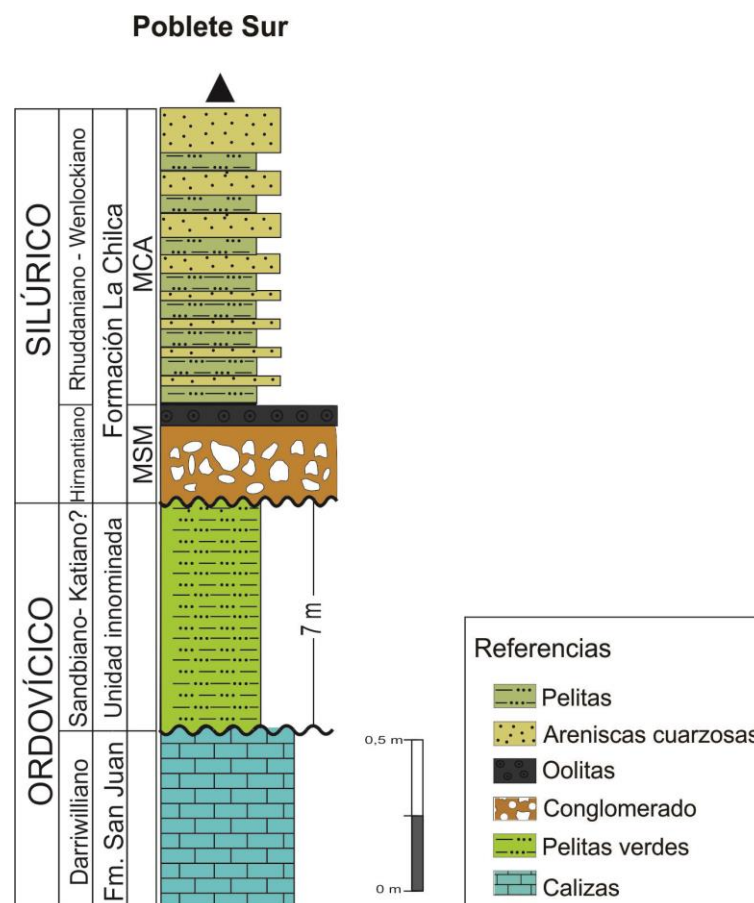 Poblete Sur
SILÚRICO
ORDOVÍCICO
Rhuddaniano - Wenlockiano
Hirnantiano
Sandbiano- Katiano?
Darriwilliano
Formación La Chilca
Unidad innominada
Fm. San Juan
MCA
MSM
7 m
0,5 m
0 m
Referencias
Pelitas
Areniscas cuarzosas
Oolitas
Conglomerado
Pelitas verdes
Calizas